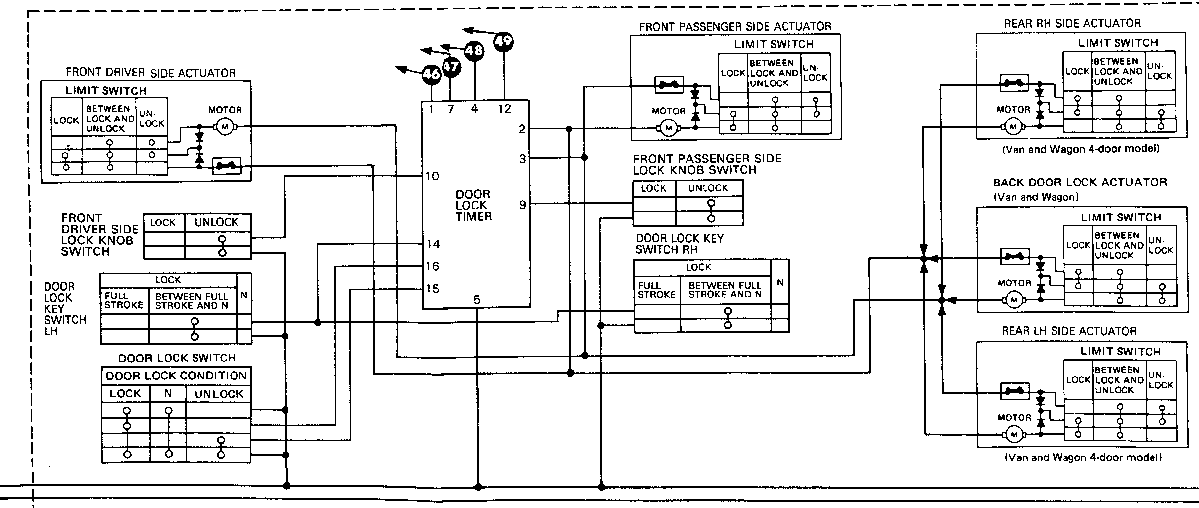 FRONT DRIVER SIDE ACTUATOR
LIMIT SWITCH
LOCK
BETWEEN
LOCK AND
UNLOCK
UN-
LOCK
MOTOR
M
46
47
48
49
1 7 4 12
2
3
9
10
14
16
15
6
DOOR
LOCK
TIMER
FRONT
DRIVER SIDE
LOCK KNOB
SWITCH
LOCK UNLOCK
DOOR
LOCK
KEY
SWITCH
LH
LOCK
N
FULL
STROKE
BETWEEN FULL
STROKE AND N
DOOR LOCK SWITCH
DOOR LOCK CONDITION
LOCK N UNLOCK
FRONT PASSENGER SIDE ACTUATOR
LIMIT SWITCH
LOCK
BETWEEN
LOCK AND
UNLOCK
UN-
LOCK
MOTOR
M
FRONT PASSENGER SIDE
LOCK KNOB SWITCH
LOCK UNLOCK
DOOR LOCK KEY
SWITCH RH
LOCK
N
FULL
STROKE
BETWEEN FULL
STROKE AND N
REAR RH SIDE ACTUATOR
LIMIT SWITCH
LOCK
BETWEEN
LOCK AND
UNLOCK
UN-
LOCK
MOTOR
M
(Van and Wagon 4-door model)
BACK DOOR LOCK ACTUATOR
(Van and Wagon)
LIMIT SWITCH
LOCK
BETWEEN
LOCK AND
UNLOCK
UN-
LOCK
MOTOR
M
REAR LH SIDE ACTUATOR
LIMIT SWITCH
LOCK
BETWEEN
LOCK AND
UNLOCK
UN-
LOCK
MOTOR
M
(Van and Wagon 4-door model)